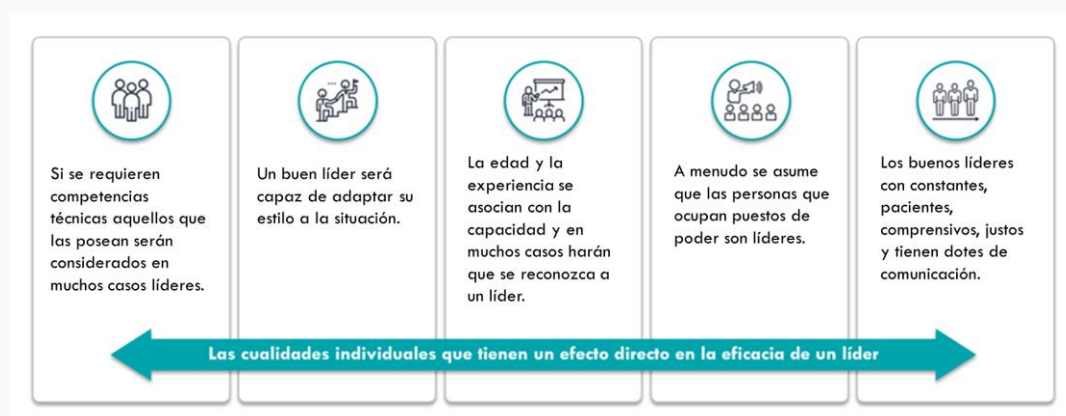 Si se requieren
competencias
técnicas aquellos que
las posean serán
considerados en
muchos casos líderes.
Un buen líder será
capaz de adaptar su
estilo a la situación.
La edad y la
experiencia se
asocian con la
capacidad y en
muchos casos harán
que se reconozca a
un líder.
A menudo se asume
que las personas que
ocupan puestos de
poder son líderes.
Los buenos líderes
con constantes,
pacientes,
comprensivos, justos
y tienen dotes de
comunicación.
Las cualidades individuales que tienen un efecto directo en la eficacia de un líder